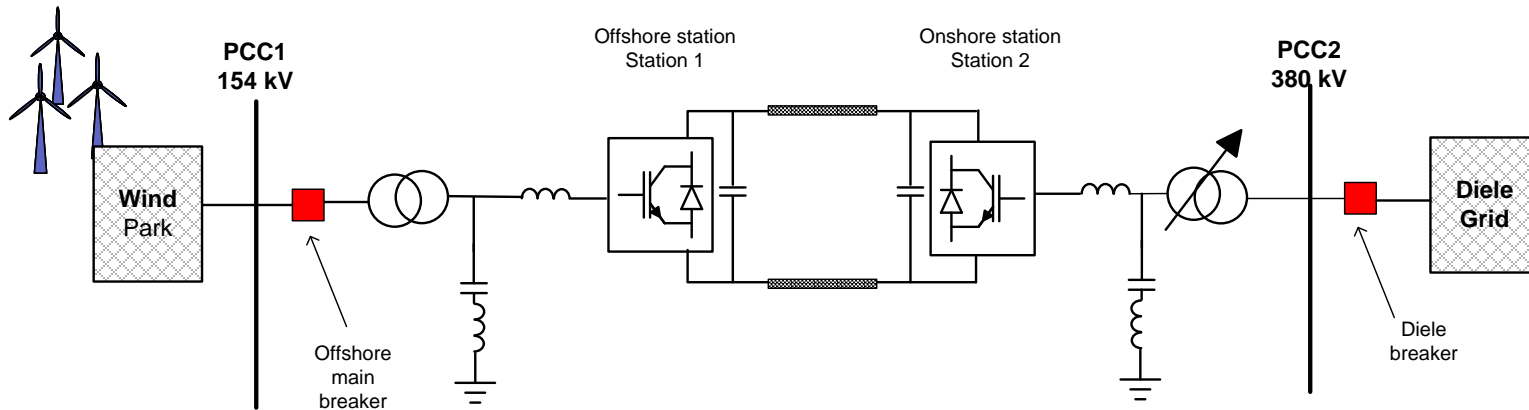 PCC1
154 kV
Offshore station
Station 1
Onshore station
Station 2
PCC2
380 kV
Wind
Park
Diele
Grid
Offshore
main
breaker
Diele
breaker